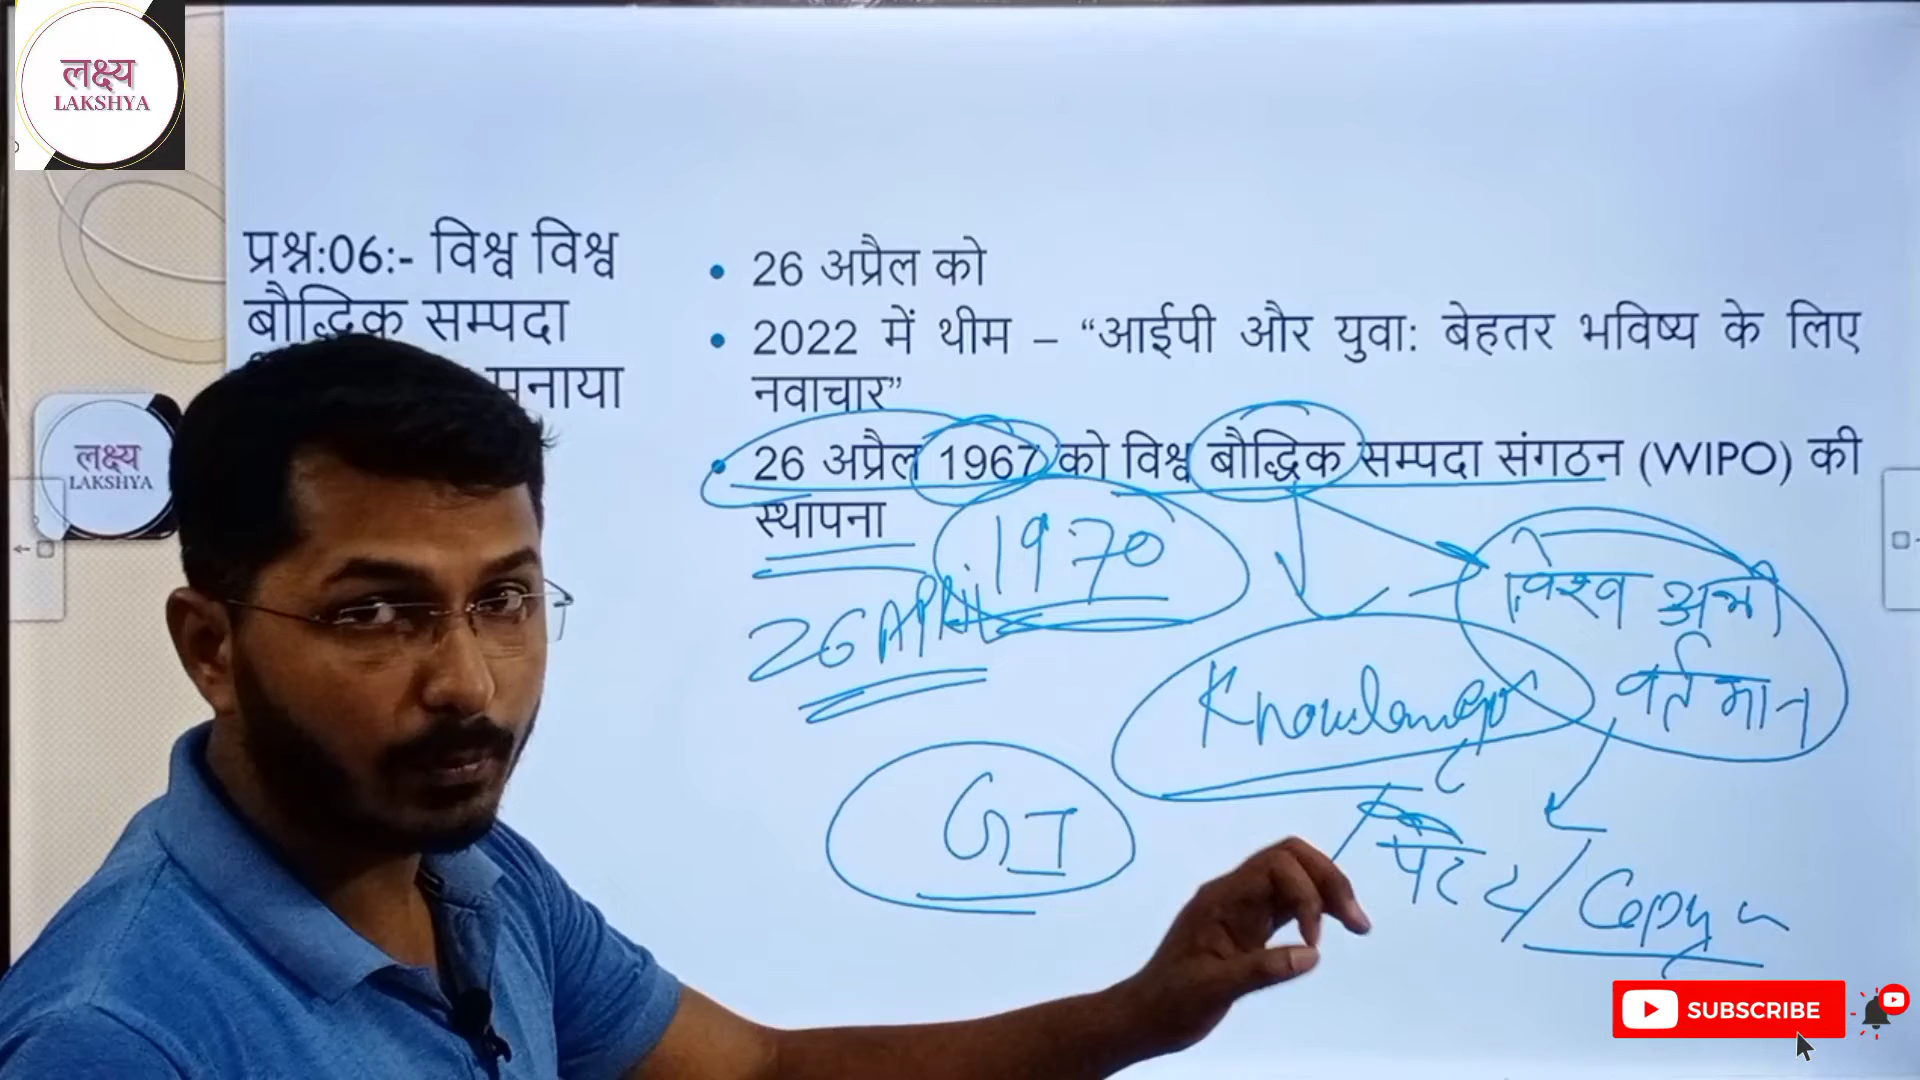 लक्ष्य
LAKSHYA
प्रश्न:06:- विश्व विश्व
बौद्धिक सम्पदा
मनाया
लक्ष्य
LAKSHYA
• 26 अप्रैल को
• 2022 में थीम – “आईपी और युवा: बेहतर भविष्य के लिए
नवाचार”
• 26 अप्रैल 1967 को विश्व बौद्धिक सम्पदा संगठन (WIPO) की
स्थापना
1970
26 APRIL
विश्व
वर्तमान
GI
SUBSCRIBE